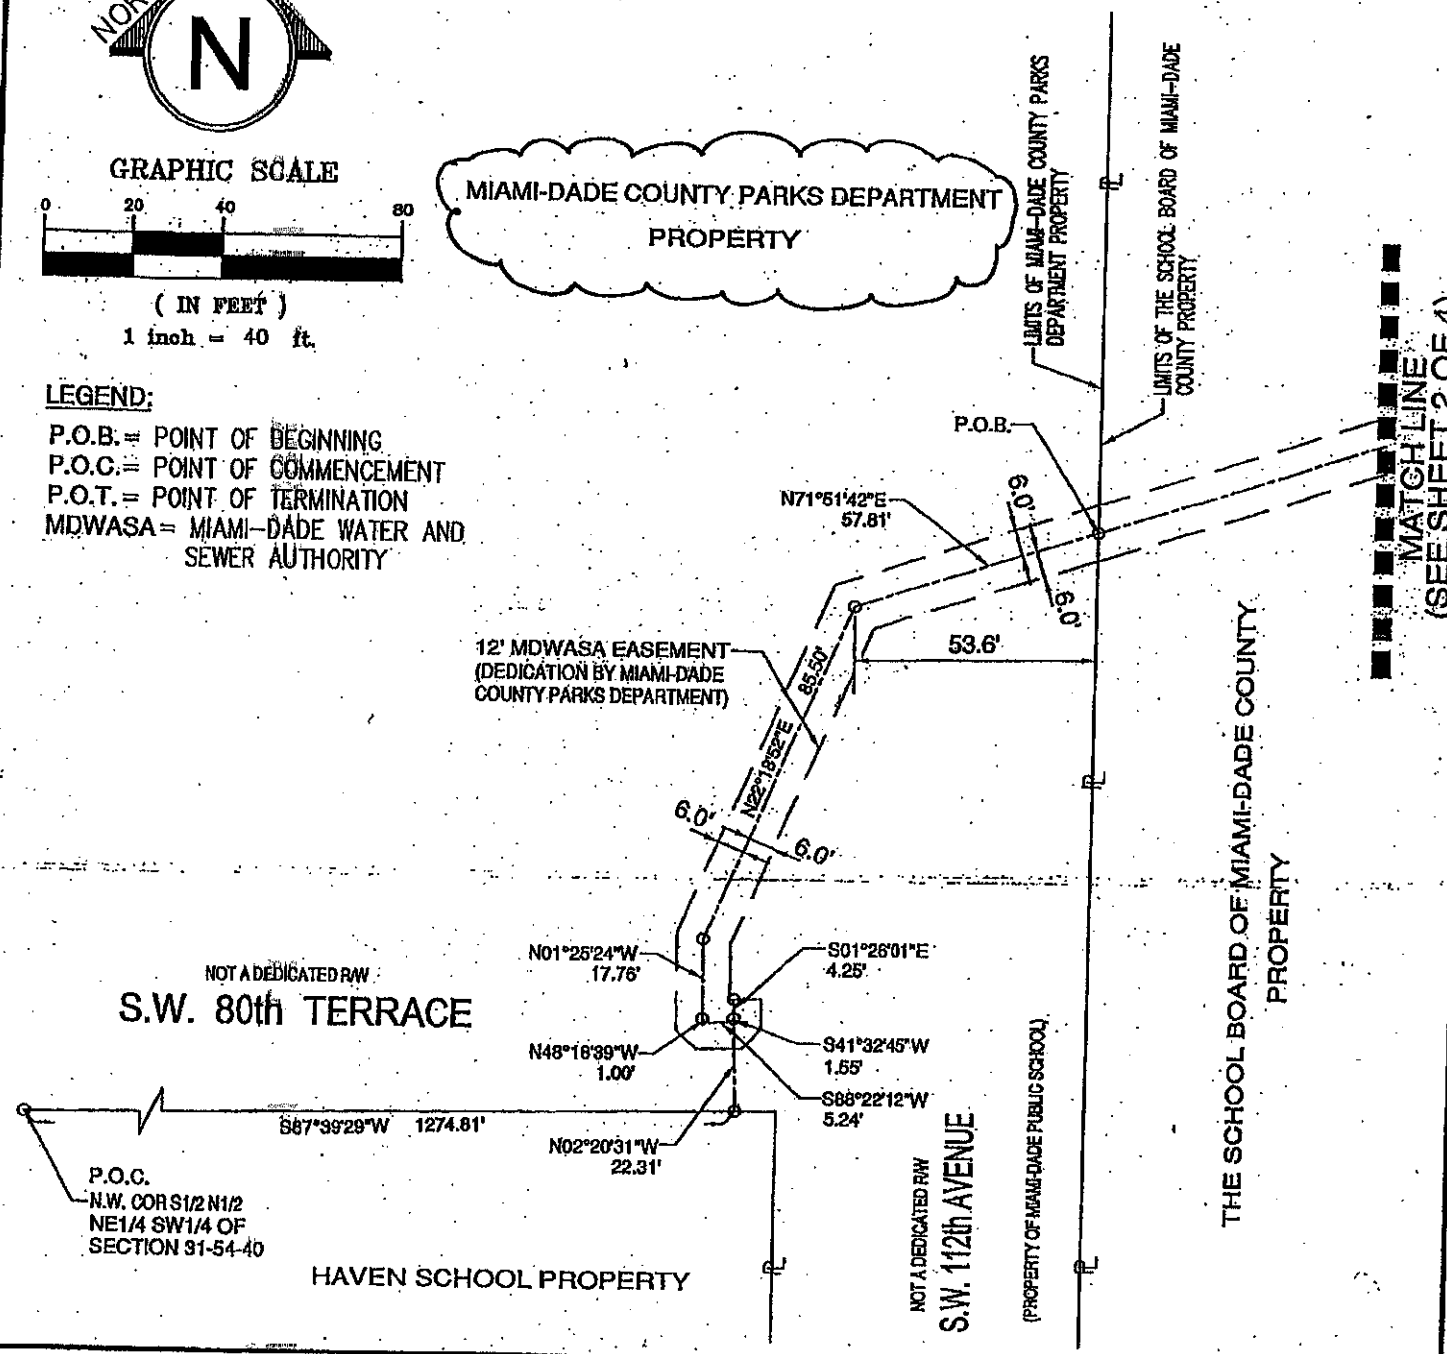 NOR
N
GRAPHIC SCALE
0 20 40 80
( IN FEET )
1 inch = 40 ft.
LEGEND:
P.O.B. = POINT OF BEGINNING
P.O.C. = POINT OF COMMENCEMENT
P.O.T. = POINT OF TERMINATION
MDWASA = MIAMI-DADE WATER AND
SEWER AUTHORITY
MIAMI-DADE COUNTY PARKS DEPARTMENT
PROPERTY
LIMITS OF MIAMI-DADE COUNTY PARKS
DEPARTMENT PROPERTY
LIMITS OF THE SCHOOL BOARD OF MIAMI-DADE
COUNTY PROPERTY
MATCH LINE
(SEE SHEET 2 OF 4)
P.O.B.
N71°51'42"E
57.81'
6.0'
6.0'
53.6'
12' MDWASA EASEMENT
(DEDICATION BY MIAMI-DADE
COUNTY PARKS DEPARTMENT)
N22°18'52"E 85.50'
6.0'
6.0'
N01°25'24"W
17.76'
S01°26'01"E
4.25'
NOT A DEDICATED R/W
S.W. 80th TERRACE
N48°16'39"W
1.00'
S41°32'45"W
1.55'
S88°22'12"W
5.24'
S87°39'29"W 1274.81'
N02°20'31"W
22.31'
P.O.C.
N.W. COR S1/2 N1/2
NE1/4 SW1/4 OF
SECTION 31-54-40
HAVEN SCHOOL PROPERTY
NOT A DEDICATED R/W
S.W. 112th AVENUE
(PROPERTY OF MIAMI-DADE PUBLIC SCHOOL)
THE SCHOOL BOARD OF MIAMI-DADE COUNTY
PROPERTY